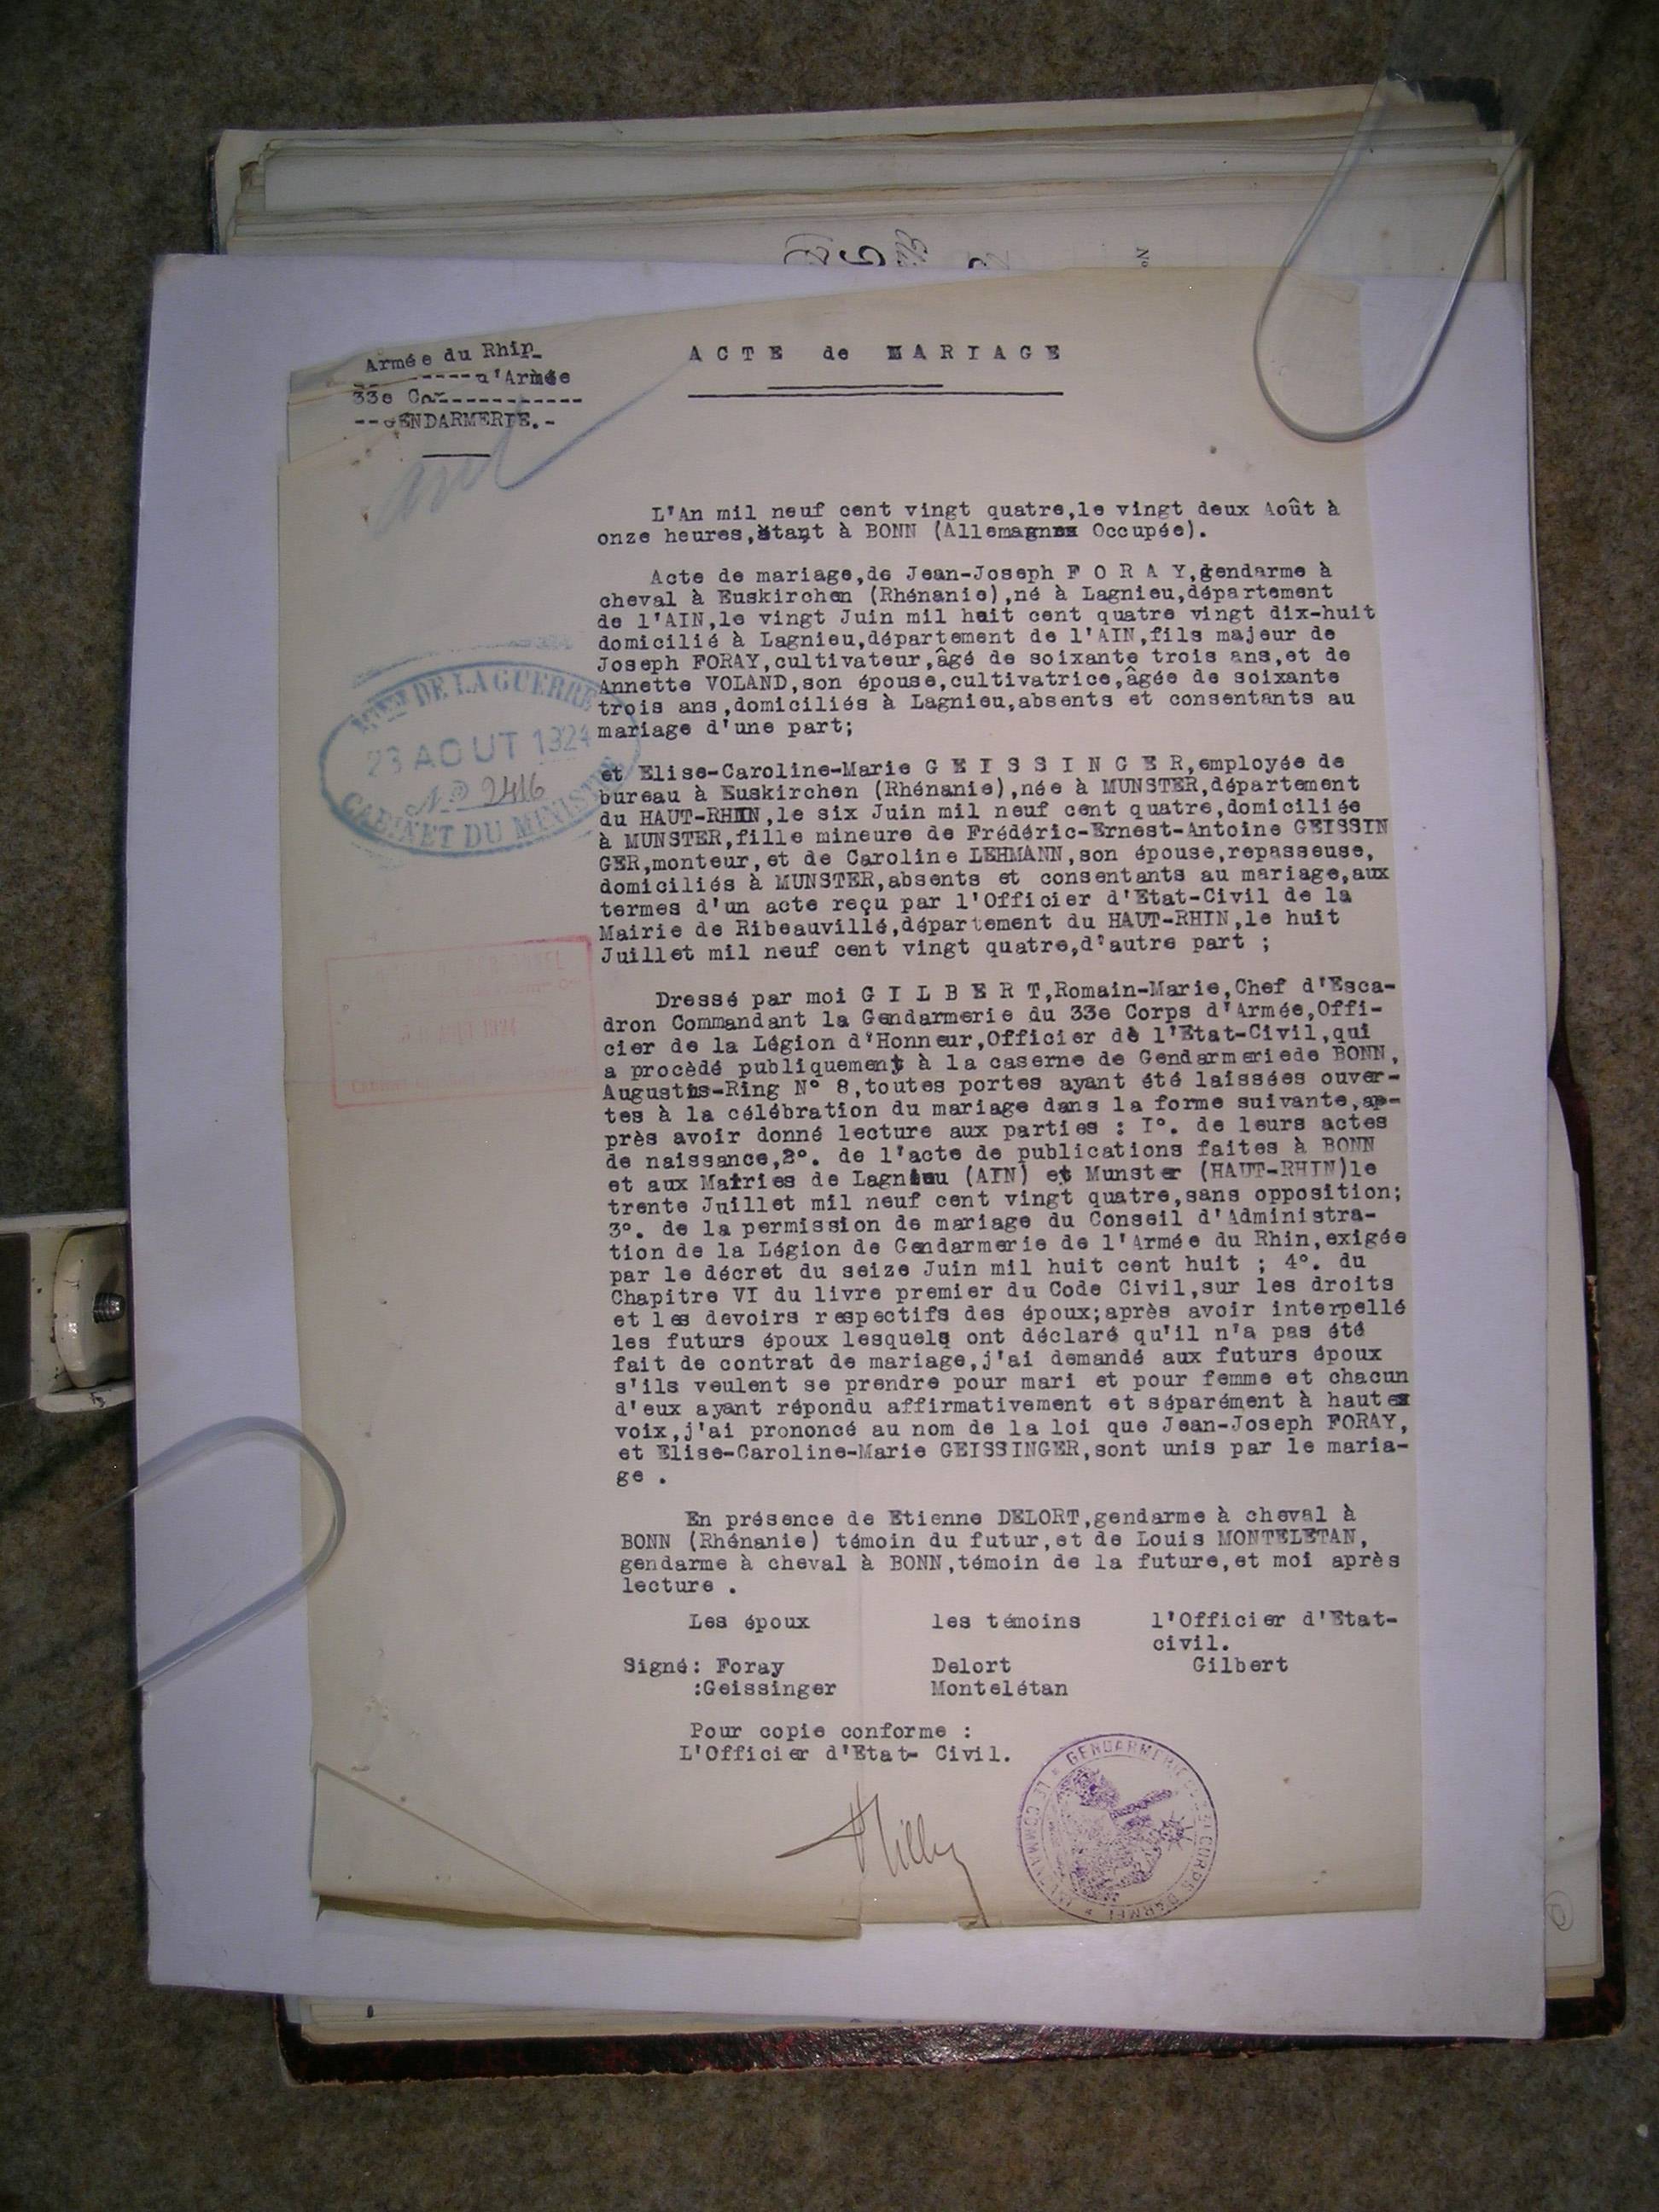 Armée du Rhin
d'Armée
33e Cor
GENDARMERIE.-
ACTE de MARIAGE
L'An mil neuf cent vingt quatre,le vingt deux Août à
onze heures,étant à BONN (Allemagne Occupée).
Acte de mariage,de Jean-Joseph F O R A Y,gendarme à
cheval à Euskirchen (Rhénanie),né à Lagnieu,département
de l'AIN,le vingt Juin mil huit cent quatre vingt dix-huit
domicilié à Lagnieu,département de l'AIN,fils majeur de
Joseph FORAY,cultivateur,âgé de soixante trois ans,et de
Annette VOLAND,son épouse,cultivatrice,âgée de soixante
trois ans,domiciliés à Lagnieu,absents et consentants au
mariage d'une part;
MIN DE LA GUERRE
23 AOUT 1924
N° 2416
CABINET DU MINISTRE
et Elise-Caroline-Marie G E I S S I N G E R,employée de
bureau à Euskirchen (Rhénanie),née à MUNSTER,département
du HAUT-RHIN,le six Juin mil neuf cent quatre,domiciliée
à MUNSTER,fille mineure de Frédéric-Ernest-Antoine GEISSIN
GER,monteur,et de Caroline LEHMANN,son épouse,repasseuse,
domiciliés à MUNSTER,absents et consentants au mariage,aux
termes d'un acte reçu par l'Officier d'Etat-Civil de la
Mairie de Ribeauvillé,département du HAUT-RHIN,le huit
Juillet mil neuf cent vingt quatre,d'autre part ;
Dressé par moi G I L B E R T,Romain-Marie,Chef d'Esca-
dron Commandant la Gendarmerie du 33e Corps d'Armée,Offi-
cier de la Légion d'Honneur,Officier de l'Etat-Civil,qui
a procèdé publiquement à la caserne de Gendarmeriede BONN,
Augustus-Ring N° 8,toutes portes ayant été laissées ouver-
tes à la célébration du mariage dans la forme suivante,ap-
près avoir donné lecture aux parties : I°. de leurs actes
de naissance,2°. de l'acte de publications faites à BONN
et aux Mairies de Lagnieu (AIN) et Munster (HAUT-RHIN)le
trente Juillet mil neuf cent vingt quatre,sans opposition;
3°. de la permission de mariage du Conseil d'Administra-
tion de la Légion de Gendarmerie de l'Armée du Rhin,exigée
par le décret du seize Juin mil huit cent huit ; 4°. du
Chapitre VI du livre premier du Code Civil,sur les droits
et les devoirs respectifs des époux;après avoir interpellé
les futurs époux lesquels ont déclaré qu'il n'a pas été
fait de contrat de mariage,j'ai demandé aux futurs époux
s'ils veulent se prendre pour mari et pour femme et chacun
d'eux ayant répondu affirmativement et séparément à haute
voix,j'ai prononcé au nom de la loi que Jean-Joseph FORAY,
et Elise-Caroline-Marie GEISSINGER,sont unis par le maria-
ge .
En présence de Etienne DELORT,gendarme à cheval à
BONN (Rhénanie) témoin du futur,et de Louis MONTELETAN,
gendarme à cheval à BONN,témoin de la future,et moi après
lecture .
Les époux les témoins l'Officier d'Etat-
civil.
Signé: Foray Delort Gilbert
:Geissinger Montelétan
Pour copie conforme :
L'Officier d'Etat- Civil.
GENDARMERIE CORPS D'ARMEE LE COMMANDANT
N°